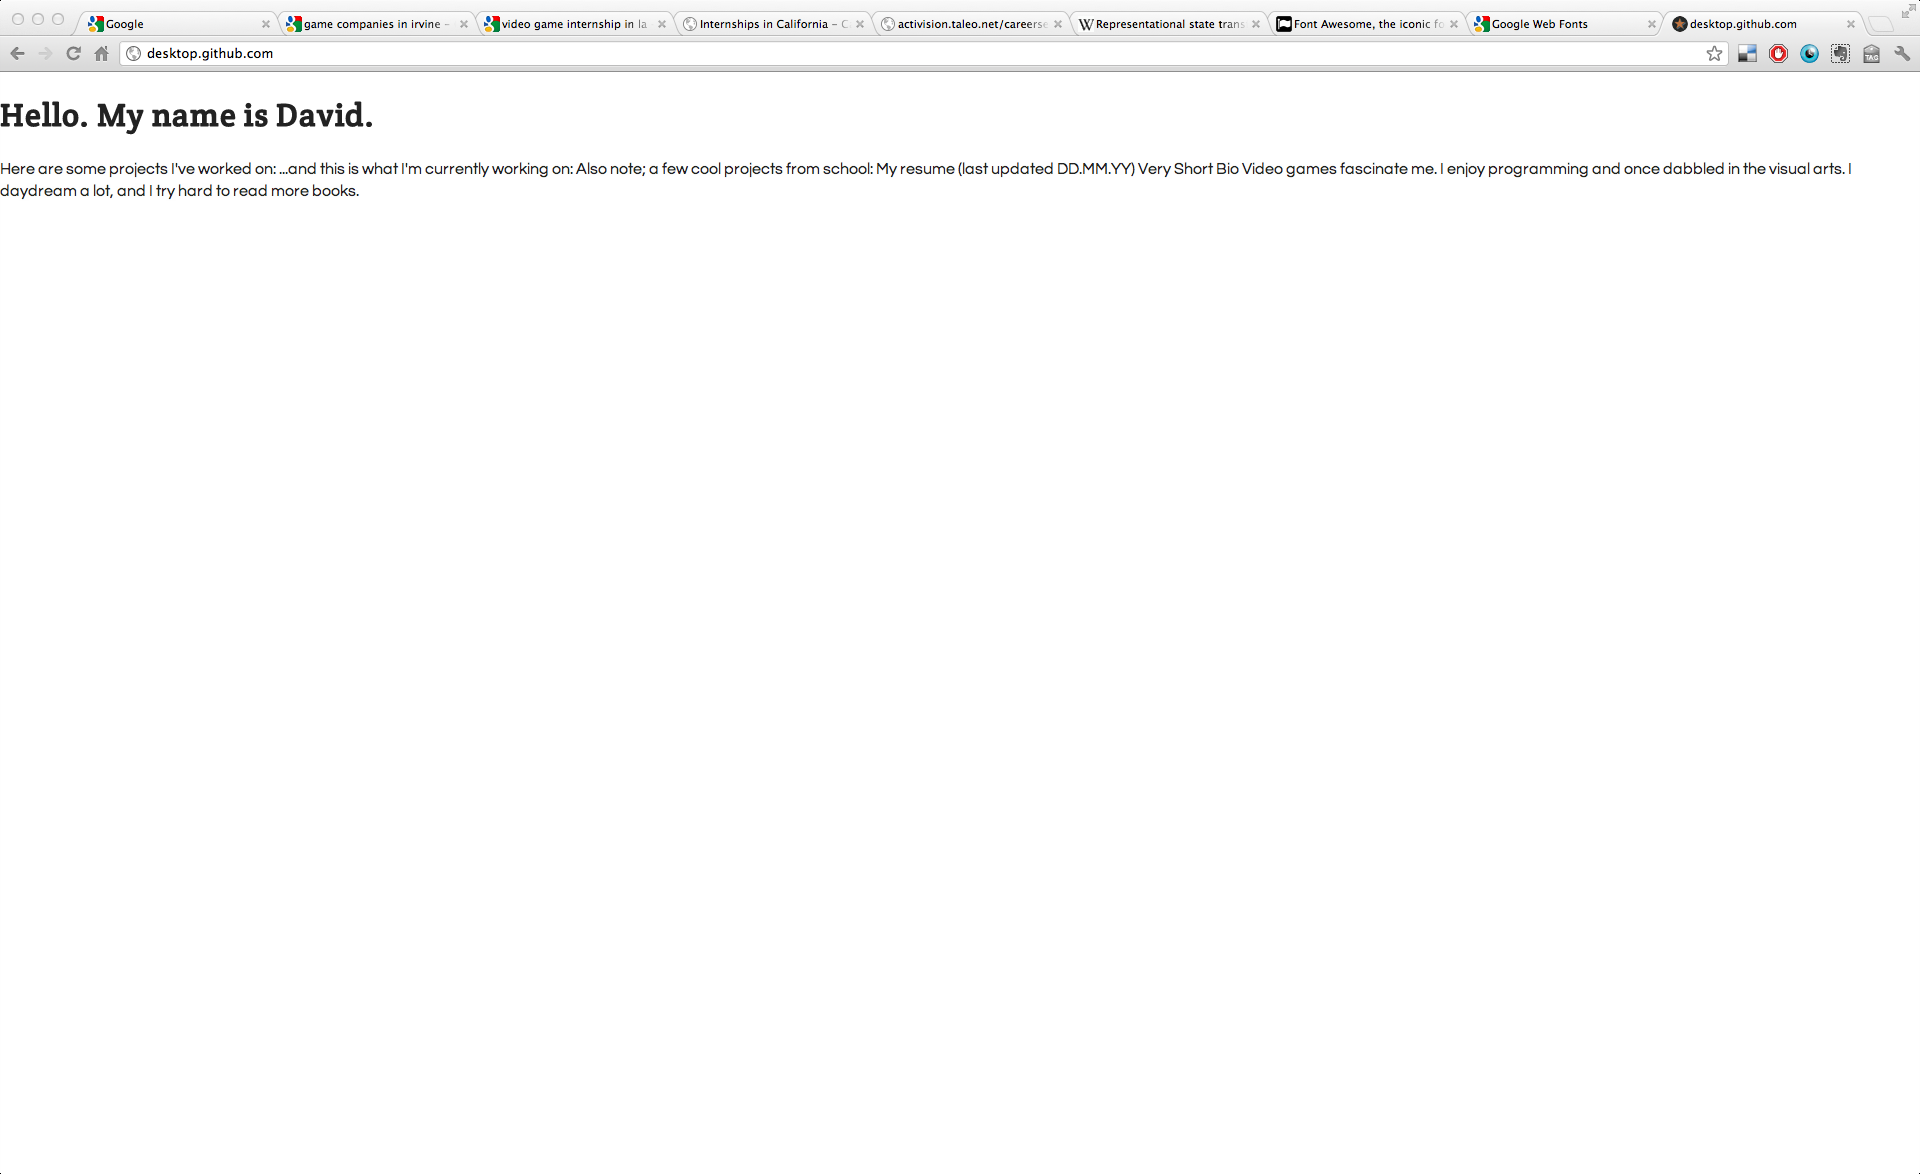 Google
game companies in irvine -
video game internship in la
Internships in California - C
activision.taleo.net/careerse
Representational state trans
Font Awesome, the iconic fo
Google Web Fonts
desktop.github.com
desktop.github.com
TAG
Hello. My name is David.
Here are some projects I've worked on: ...and this is what I'm currently working on: Also note; a few cool projects from school: My resume (last updated DD.MM.YY) Very Short Bio Video games fascinate me. I enjoy programming and once dabbled in the visual arts. I
daydream a lot, and I try hard to read more books.